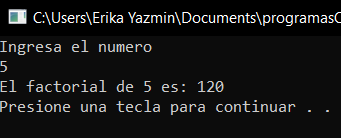 C:\Users\Erika Yazmin\Documents\programasC
Ingresa el numero
5
El factorial de 5 es: 120
Presione una tecla para continuar . .